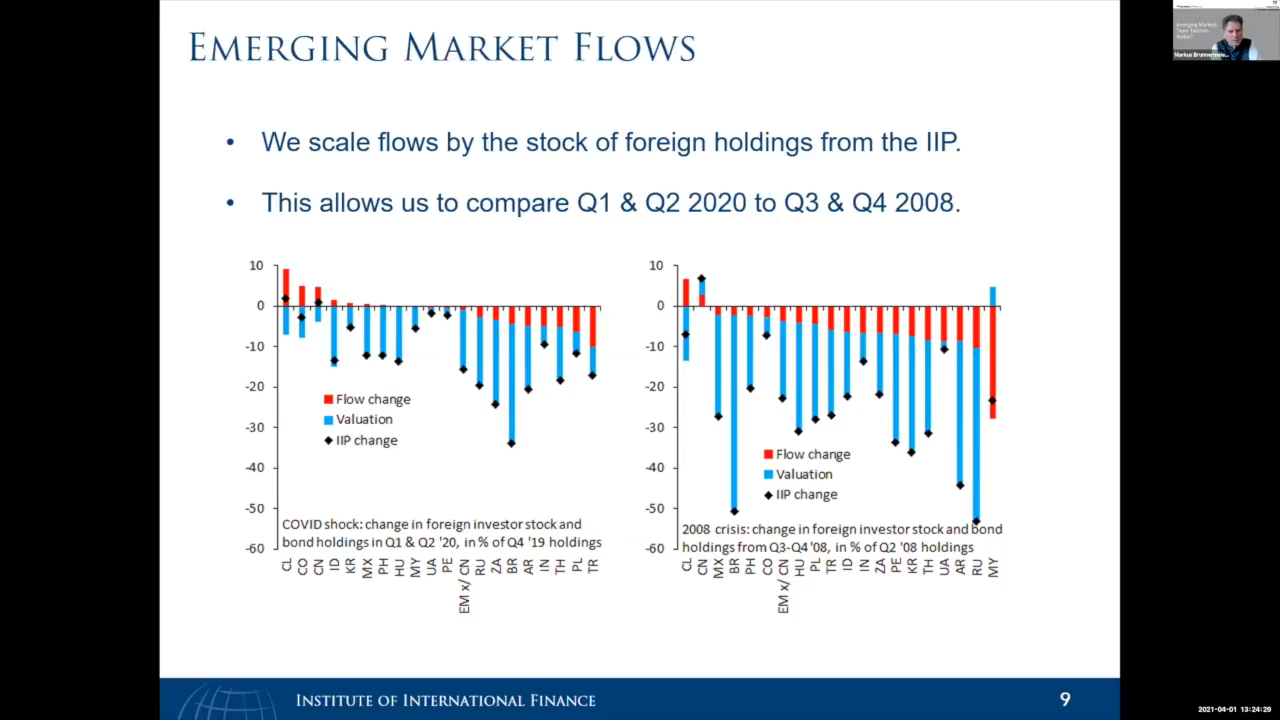 EMERGING MARKET FLOWS
• We scale flows by the stock of foreign holdings from the IIP.
• This allows us to compare Q1 & Q2 2020 to Q3 & Q4 2008.
10
0
-10
-20
-30
-40
-50
-60
Flow change
Valuation
IIP change
COVID shock: change in foreign investor stock and
bond holdings in Q1 & Q2 '20, in % of Q4 '19 holdings
CL CO CN ID KR MX PH HU MY UA PE EM x/ CN RU ZA BR AR IN TH PL TR
10
0
-10
-20
-30
-40
-50
-60
Flow change
Valuation
IIP change
2008 crisis: change in foreign investor stock and bond
holdings from Q3-Q4 '08, in % of Q2 '08 holdings
CL CN MX BR PH CO EM x/ CN HU PL TR ID IN ZA PE KR TH UA AR RU MY
INSTITUTE OF INTERNATIONAL FINANCE
9
Emerging Markets
Markus Brunnermeie...
2021-04-01 13:24:29